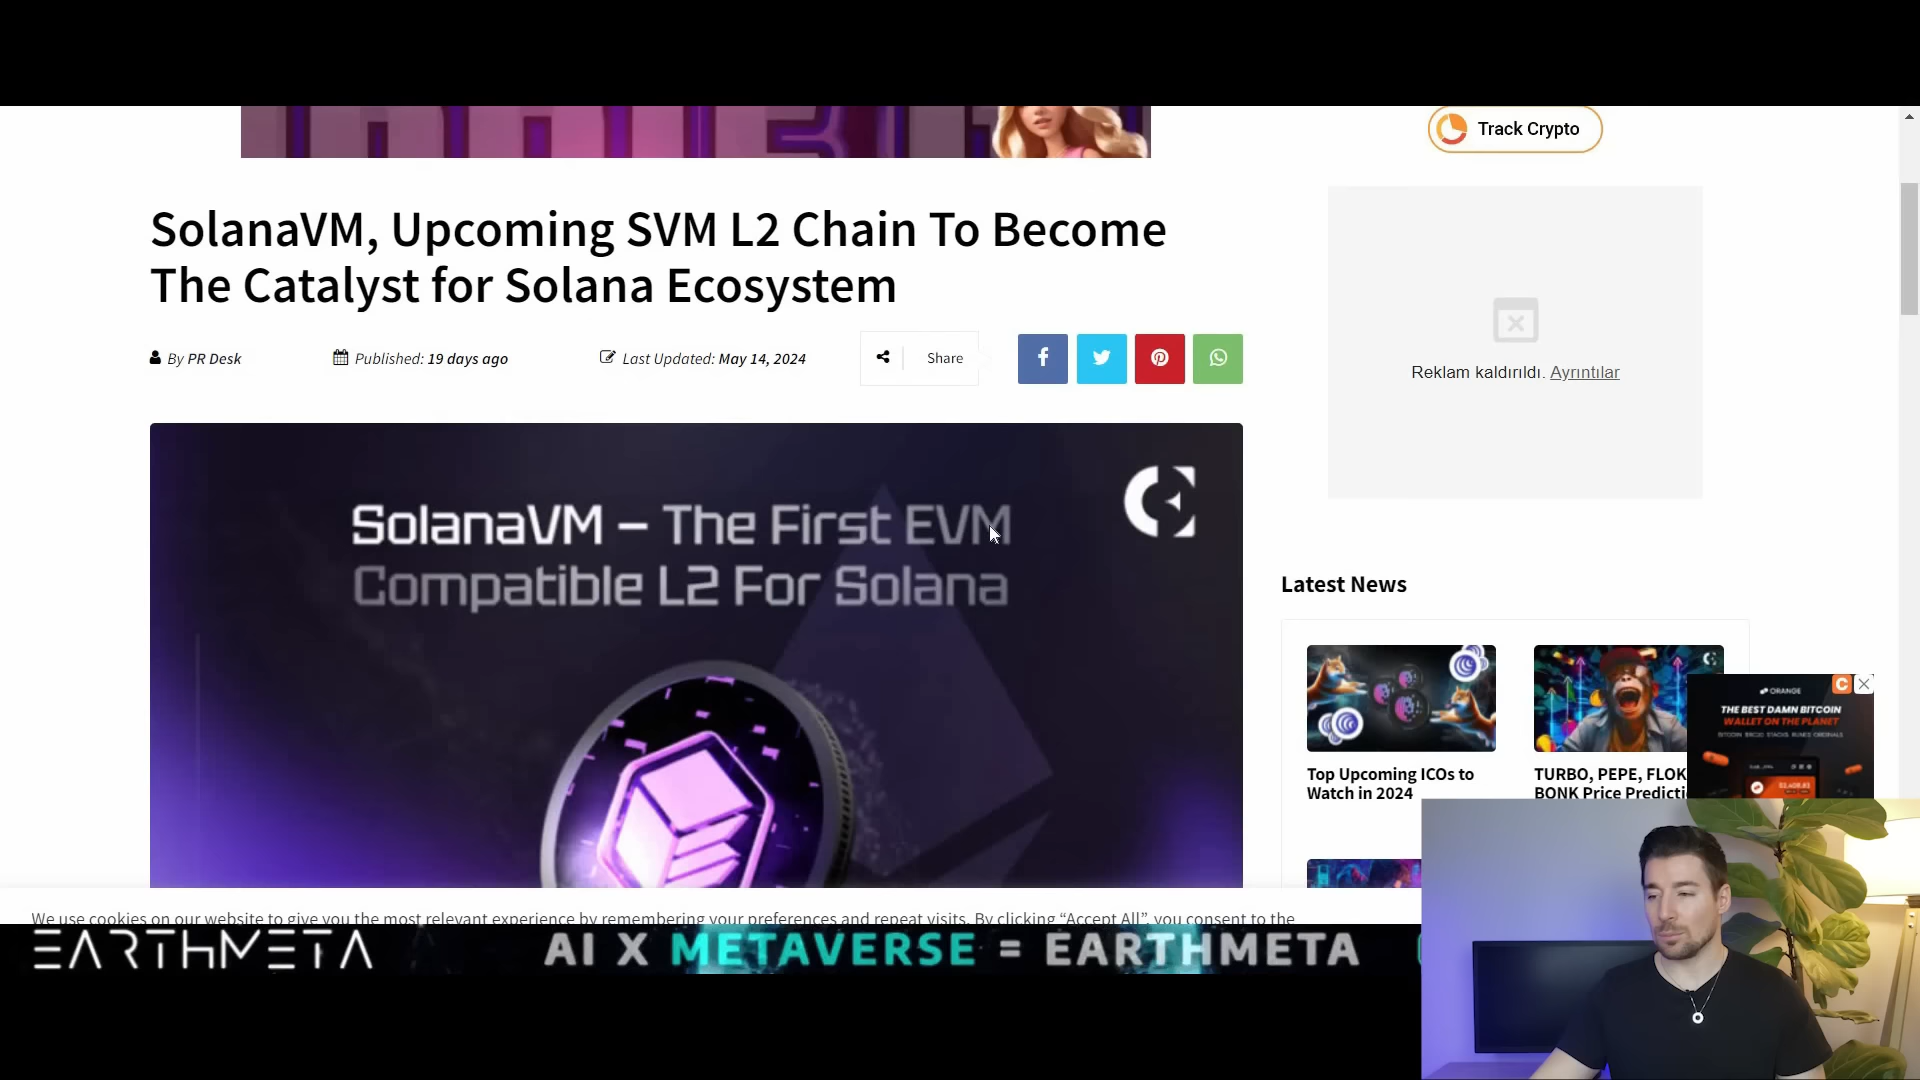 Track Crypto
SolanaVM, Upcoming SVM L2 Chain To Become
The Catalyst for Solana Ecosystem
By PR Desk
Published: 19 days ago
Last Updated: May 14, 2024
Share
Reklam kaldırıldı. Ayrıntılar
SolanaVM – The First EVM
Compatible L2 For Solana
Latest News
Top Upcoming ICOs to
Watch in 2024
TURBO, PEPE, FLOK
BONK Price Predicti
ORANGE
THE BEST DAMN BITCOIN
WALLET ON THE PLANET
We use cookies on our website to give you the most relevant experience by remembering your preferences and repeat visits. By clicking “Accept All”, you consent to the
EARTHMETA
AI X METAVERSE = EARTHMETA